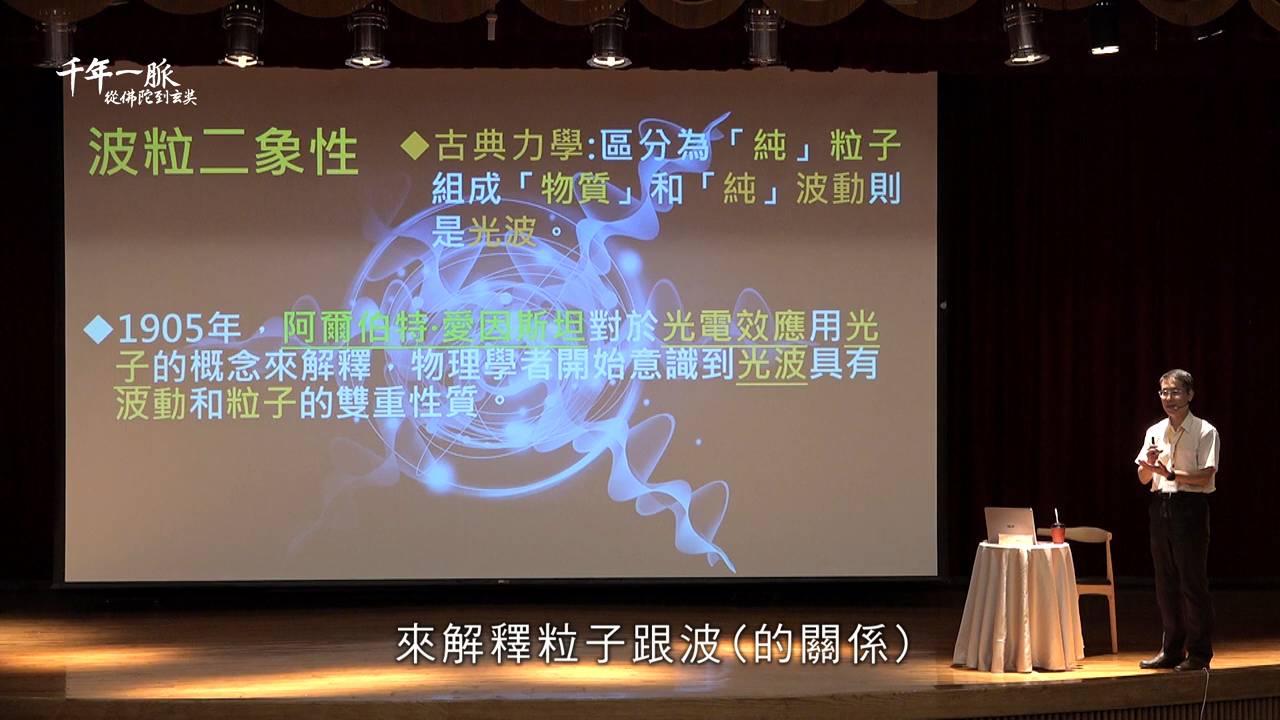 千年一脈
從佛陀到玄奘
波粒二象性
◆古典力學:區分為「純」粒子
組成「物質」和「純」波動則
是光波。
◆1905年，阿爾伯特·愛因斯坦對於光電效應用光
子的概念來解釋，物理學者開始意識到光波具有
波動和粒子的雙重性質。
來解釋粒子跟波(的關係)